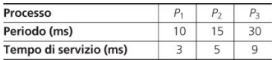 Processo P1 P2 P3
Periodo (ms) 10 15 30
Tempo di servizio (ms) 3 5 9